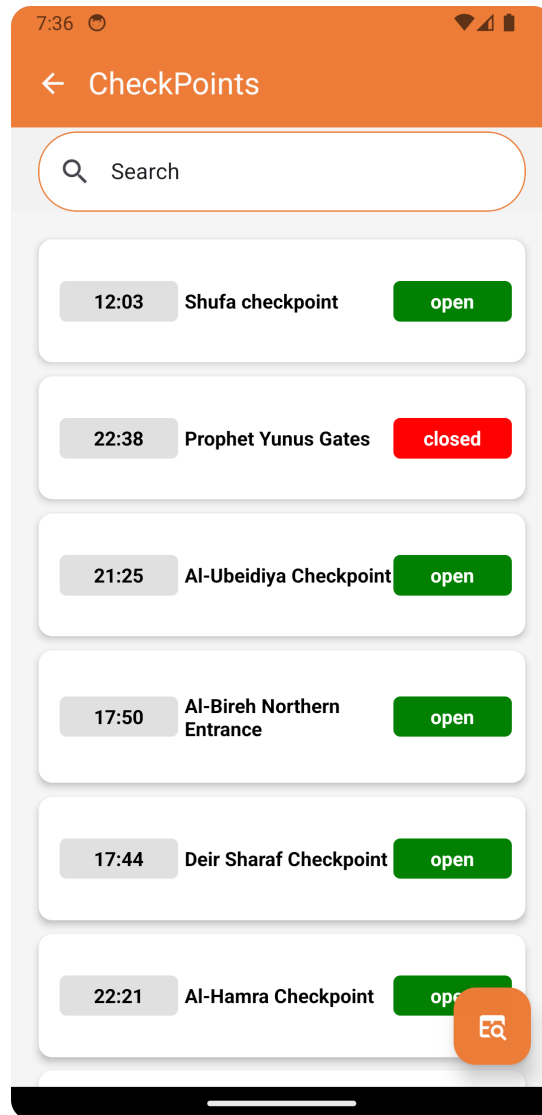 7:36
CheckPoints
Search
12:03 Shufa checkpoint open
22:38 Prophet Yunus Gates closed
21:25 Al-Ubeidiya Checkpoint open
17:50 Al-Bireh Northern
Entrance open
17:44 Deir Sharaf Checkpoint open
22:21 Al-Hamra Checkpoint ope